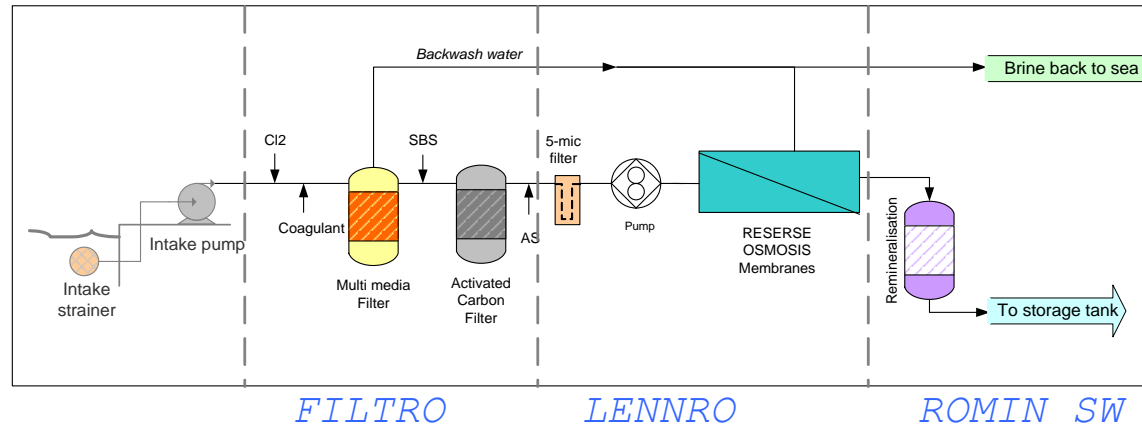 Backwash water
Brine back to sea
Cl2
SBS
5-mic
filter
Intake pump
Coagulant
AS
Pump
Intake
strainer
Multi media
Filter
Activated
Carbon
Filter
RESERSE
OSMOSIS
Membranes
Remineralisation
To storage tank
FILTRO
LENNRO
ROMIN SW